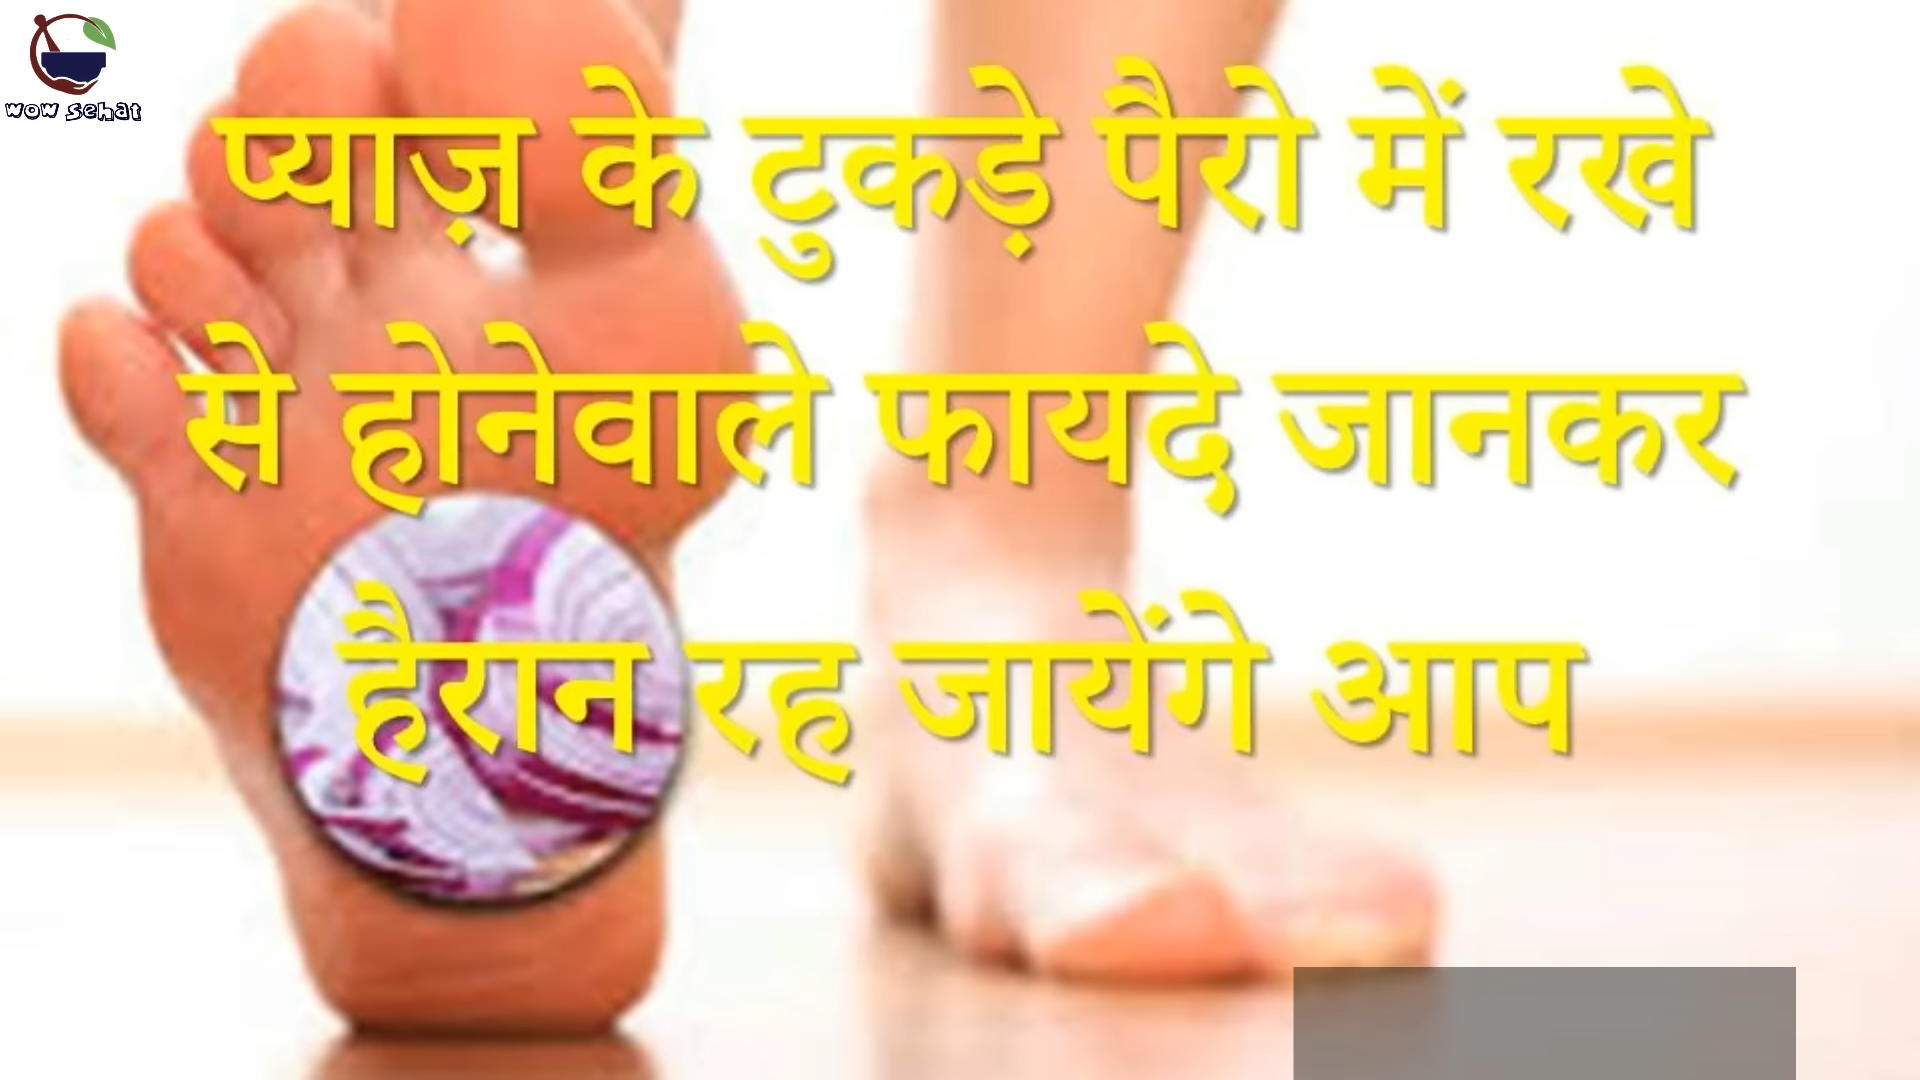 wow sehat
प्याज़ के टुकड़े पैरो में रखे
से होनेवाले फायदे जानकर
हैरान रह जायेंगे आप